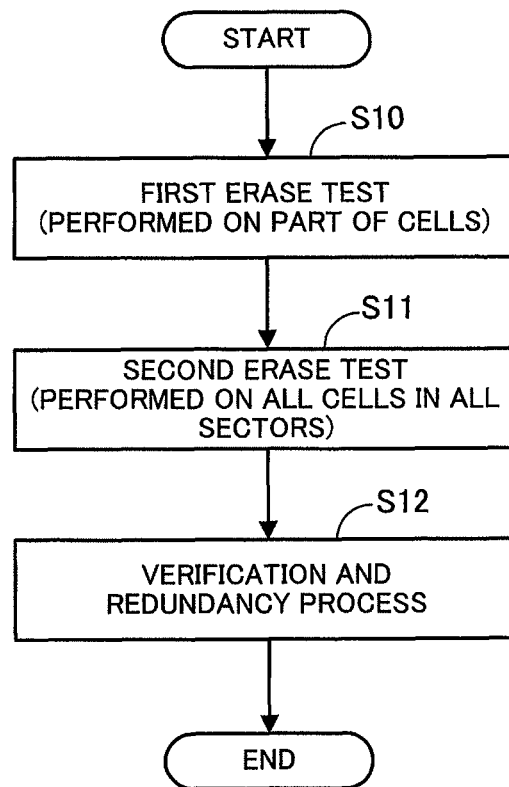 START
S10
FIRST ERASE TEST
(PERFORMED ON PART OF CELLS)
S11
SECOND ERASE TEST
(PERFORMED ON ALL CELLS IN ALL
SECTORS)
S12
VERIFICATION AND
REDUNDANCY PROCESS
END